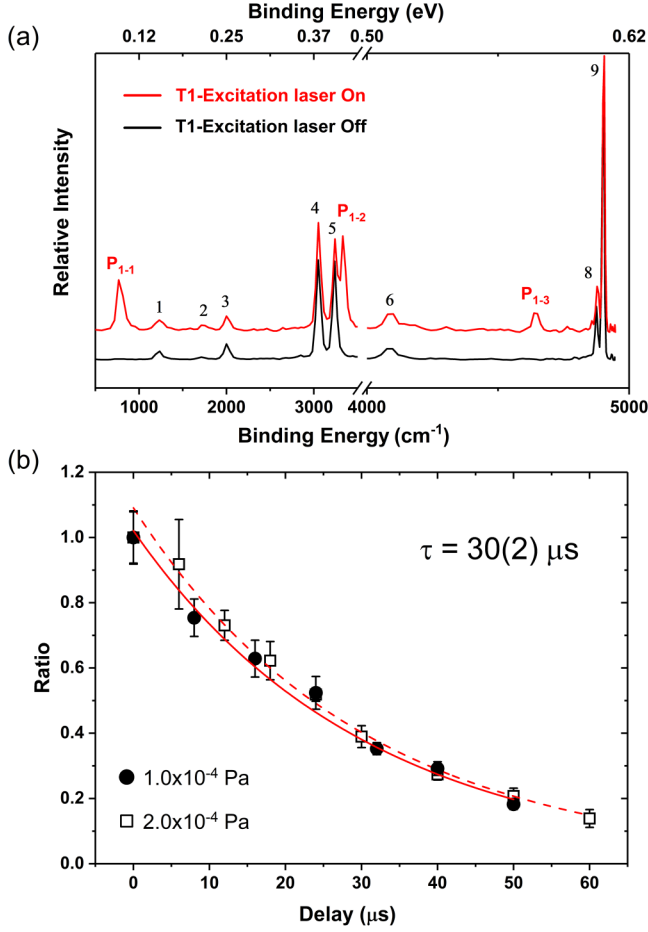 Binding Energy (eV)
0.12 0.25 0.37 0.50 0.62
(a)
9
T1-Excitation laser On
T1-Excitation laser Off
Relative Intensity
4
P1-2
5
P1-1
P1-3
8
1 2 3 6
1000 2000 3000 4000 5000
Binding Energy (cm-1)
(b)
1.2
1.0
0.8
0.6
0.4
0.2
0.0
τ = 30(2) μs
Ratio
1.0x10-4 Pa
2.0x10-4 Pa
0 10 20 30 40 50 60
Delay (μs)